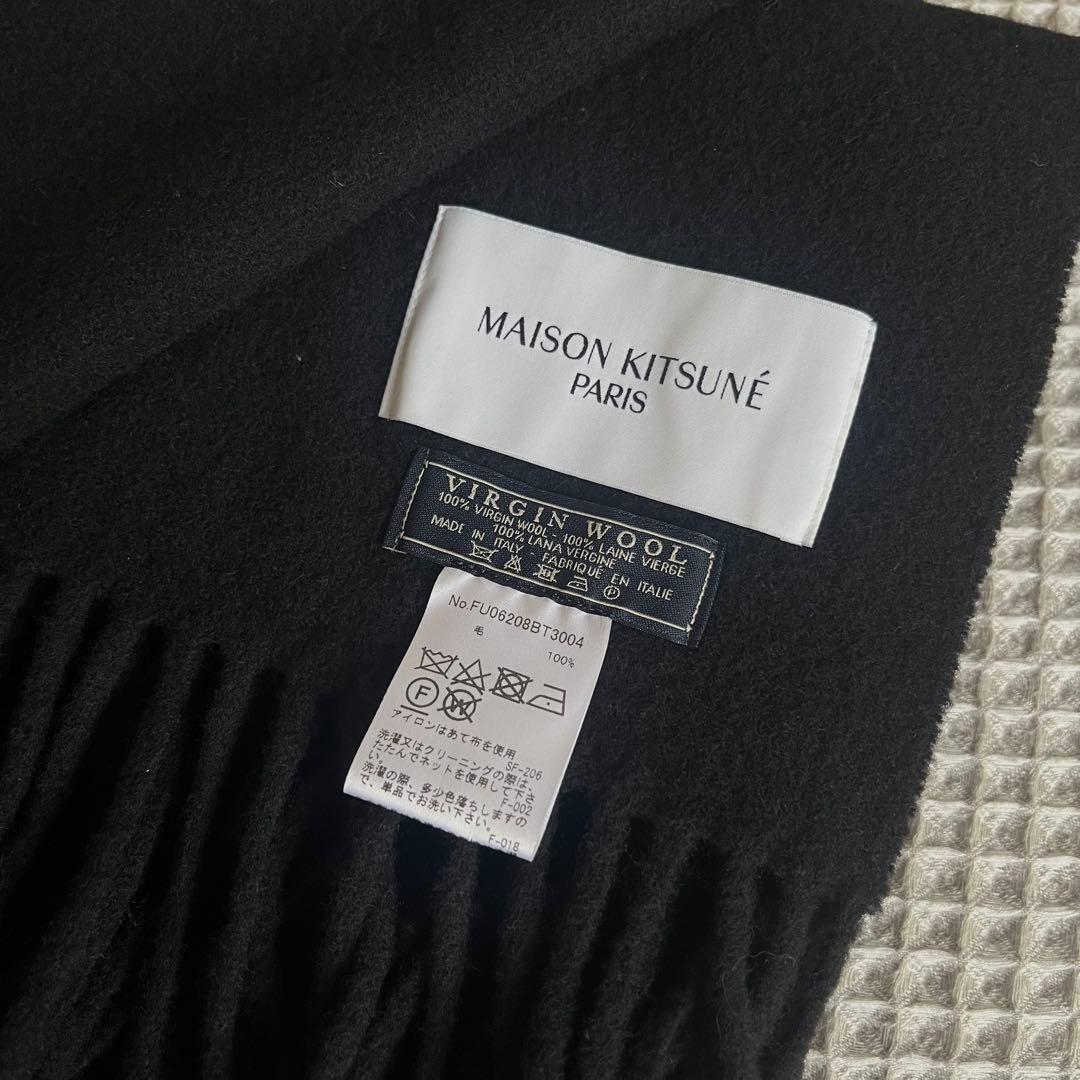 MAISON KITSUNÉ
PARIS
VIRGIN WOOL
100% VIRGIN WOOL - 100% LAINE VIERGE
100% LANA VERGINE
MADE IN ITALY - FABRIQUÉ EN ITALIE
P
No.FU06208BT3004
毛 100%
F W
アイロンはあて布を使用
SF-206
洗濯又はクリーニングの際は、
たたんでネットを使用して下さ
い。 F-002
洗濯の際、多少色落ちしますの
で、単品でお洗い下さい。
F-018